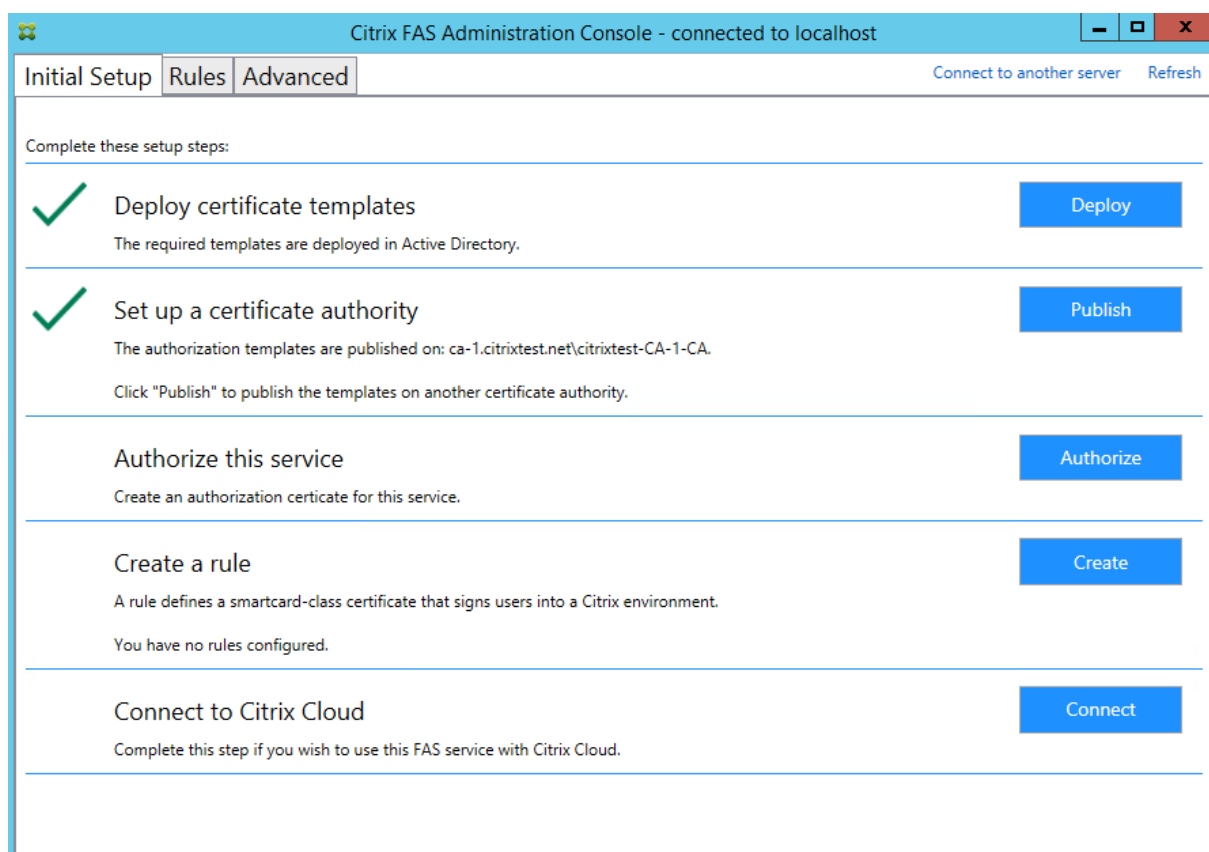 Citrix FAS Administration Console - connected to localhost
Initial Setup Rules Advanced Connect to another server Refresh
Complete these setup steps:
Deploy certificate templates Deploy
The required templates are deployed in Active Directory.
Set up a certificate authority Publish
The authorization templates are published on: ca-1.citrixtest.net\citrixtest-CA-1-CA.
Click "Publish" to publish the templates on another certificate authority.
Authorize this service Authorize
Create an authorization certicate for this service.
Create a rule Create
A rule defines a smartcard-class certificate that signs users into a Citrix environment.
You have no rules configured.
Connect to Citrix Cloud Connect
Complete this step if you wish to use this FAS service with Citrix Cloud.